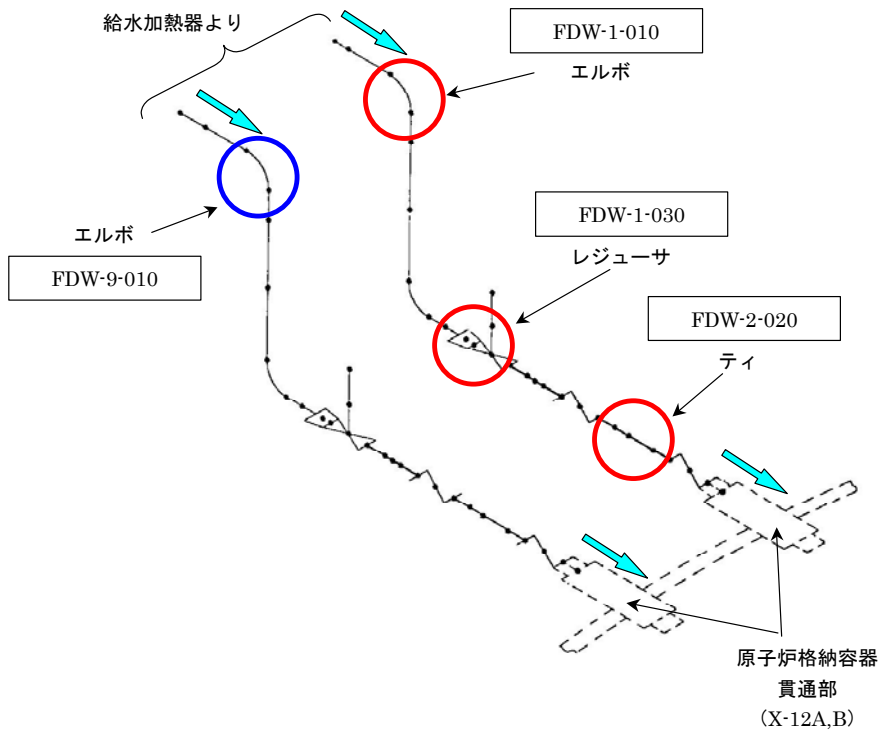 給水加熱器より
FDW-1-010
エルボ
エルボ
FDW-9-010
FDW-1-030
レジューサ
FDW-2-020
ティ
原子炉格納容器
貫通部
(X-12A,B)